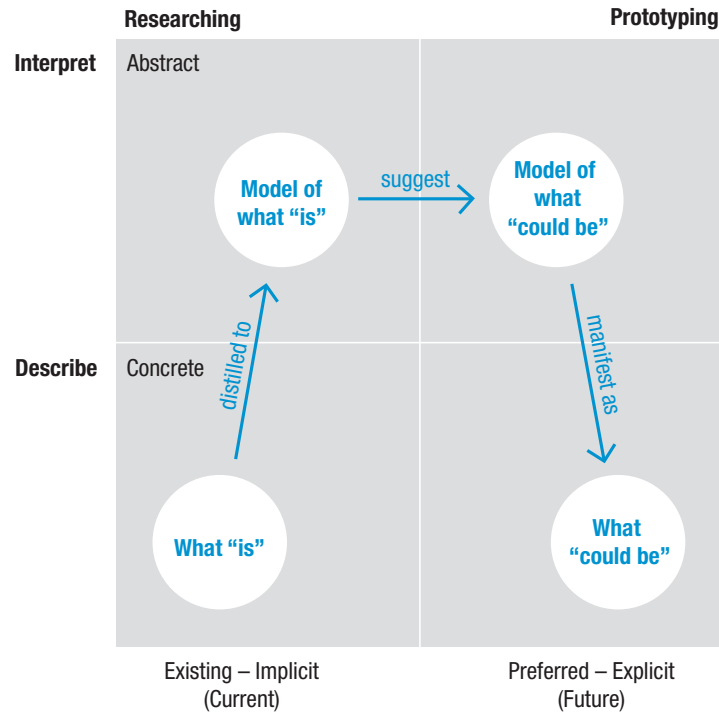 Researching
Prototyping
Interpret
Abstract
Model of
what “is”
suggest
Model of
what
“could be”
distilled to
manifest as
Describe
Concrete
What “is”
What
“could be”
Existing – Implicit
(Current)
Preferred – Explicit
(Future)